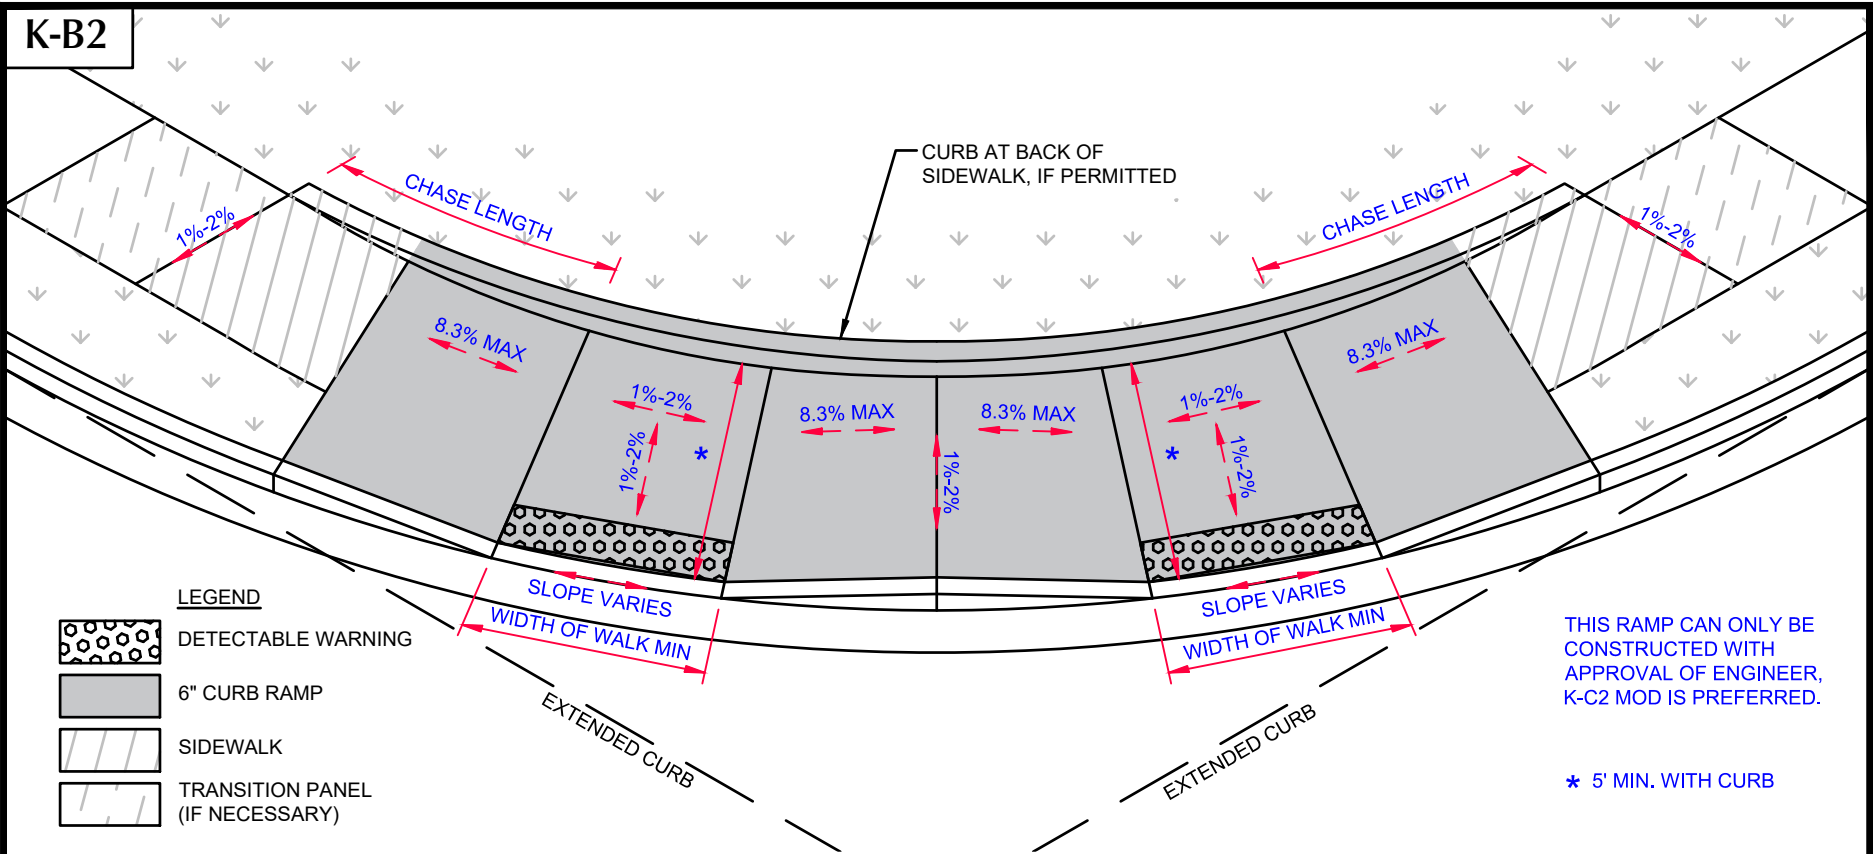 K-B2
CURB AT BACK OF
SIDEWALK, IF PERMITTED
CHASE LENGTH
CHASE LENGTH
1%-2%
1%-2%
8.3% MAX
8.3% MAX
1%-2%
1%-2%
8.3% MAX
8.3% MAX
1%-2%
*
1%-2%
*
1%-2%
SLOPE VARIES
SLOPE VARIES
WIDTH OF WALK MIN
WIDTH OF WALK MIN
EXTENDED CURB
EXTENDED CURB
LEGEND
DETECTABLE WARNING
6" CURB RAMP
SIDEWALK
TRANSITION PANEL
(IF NECESSARY)
THIS RAMP CAN ONLY BE
CONSTRUCTED WITH
APPROVAL OF ENGINEER,
K-C2 MOD IS PREFERRED.
* 5' MIN. WITH CURB